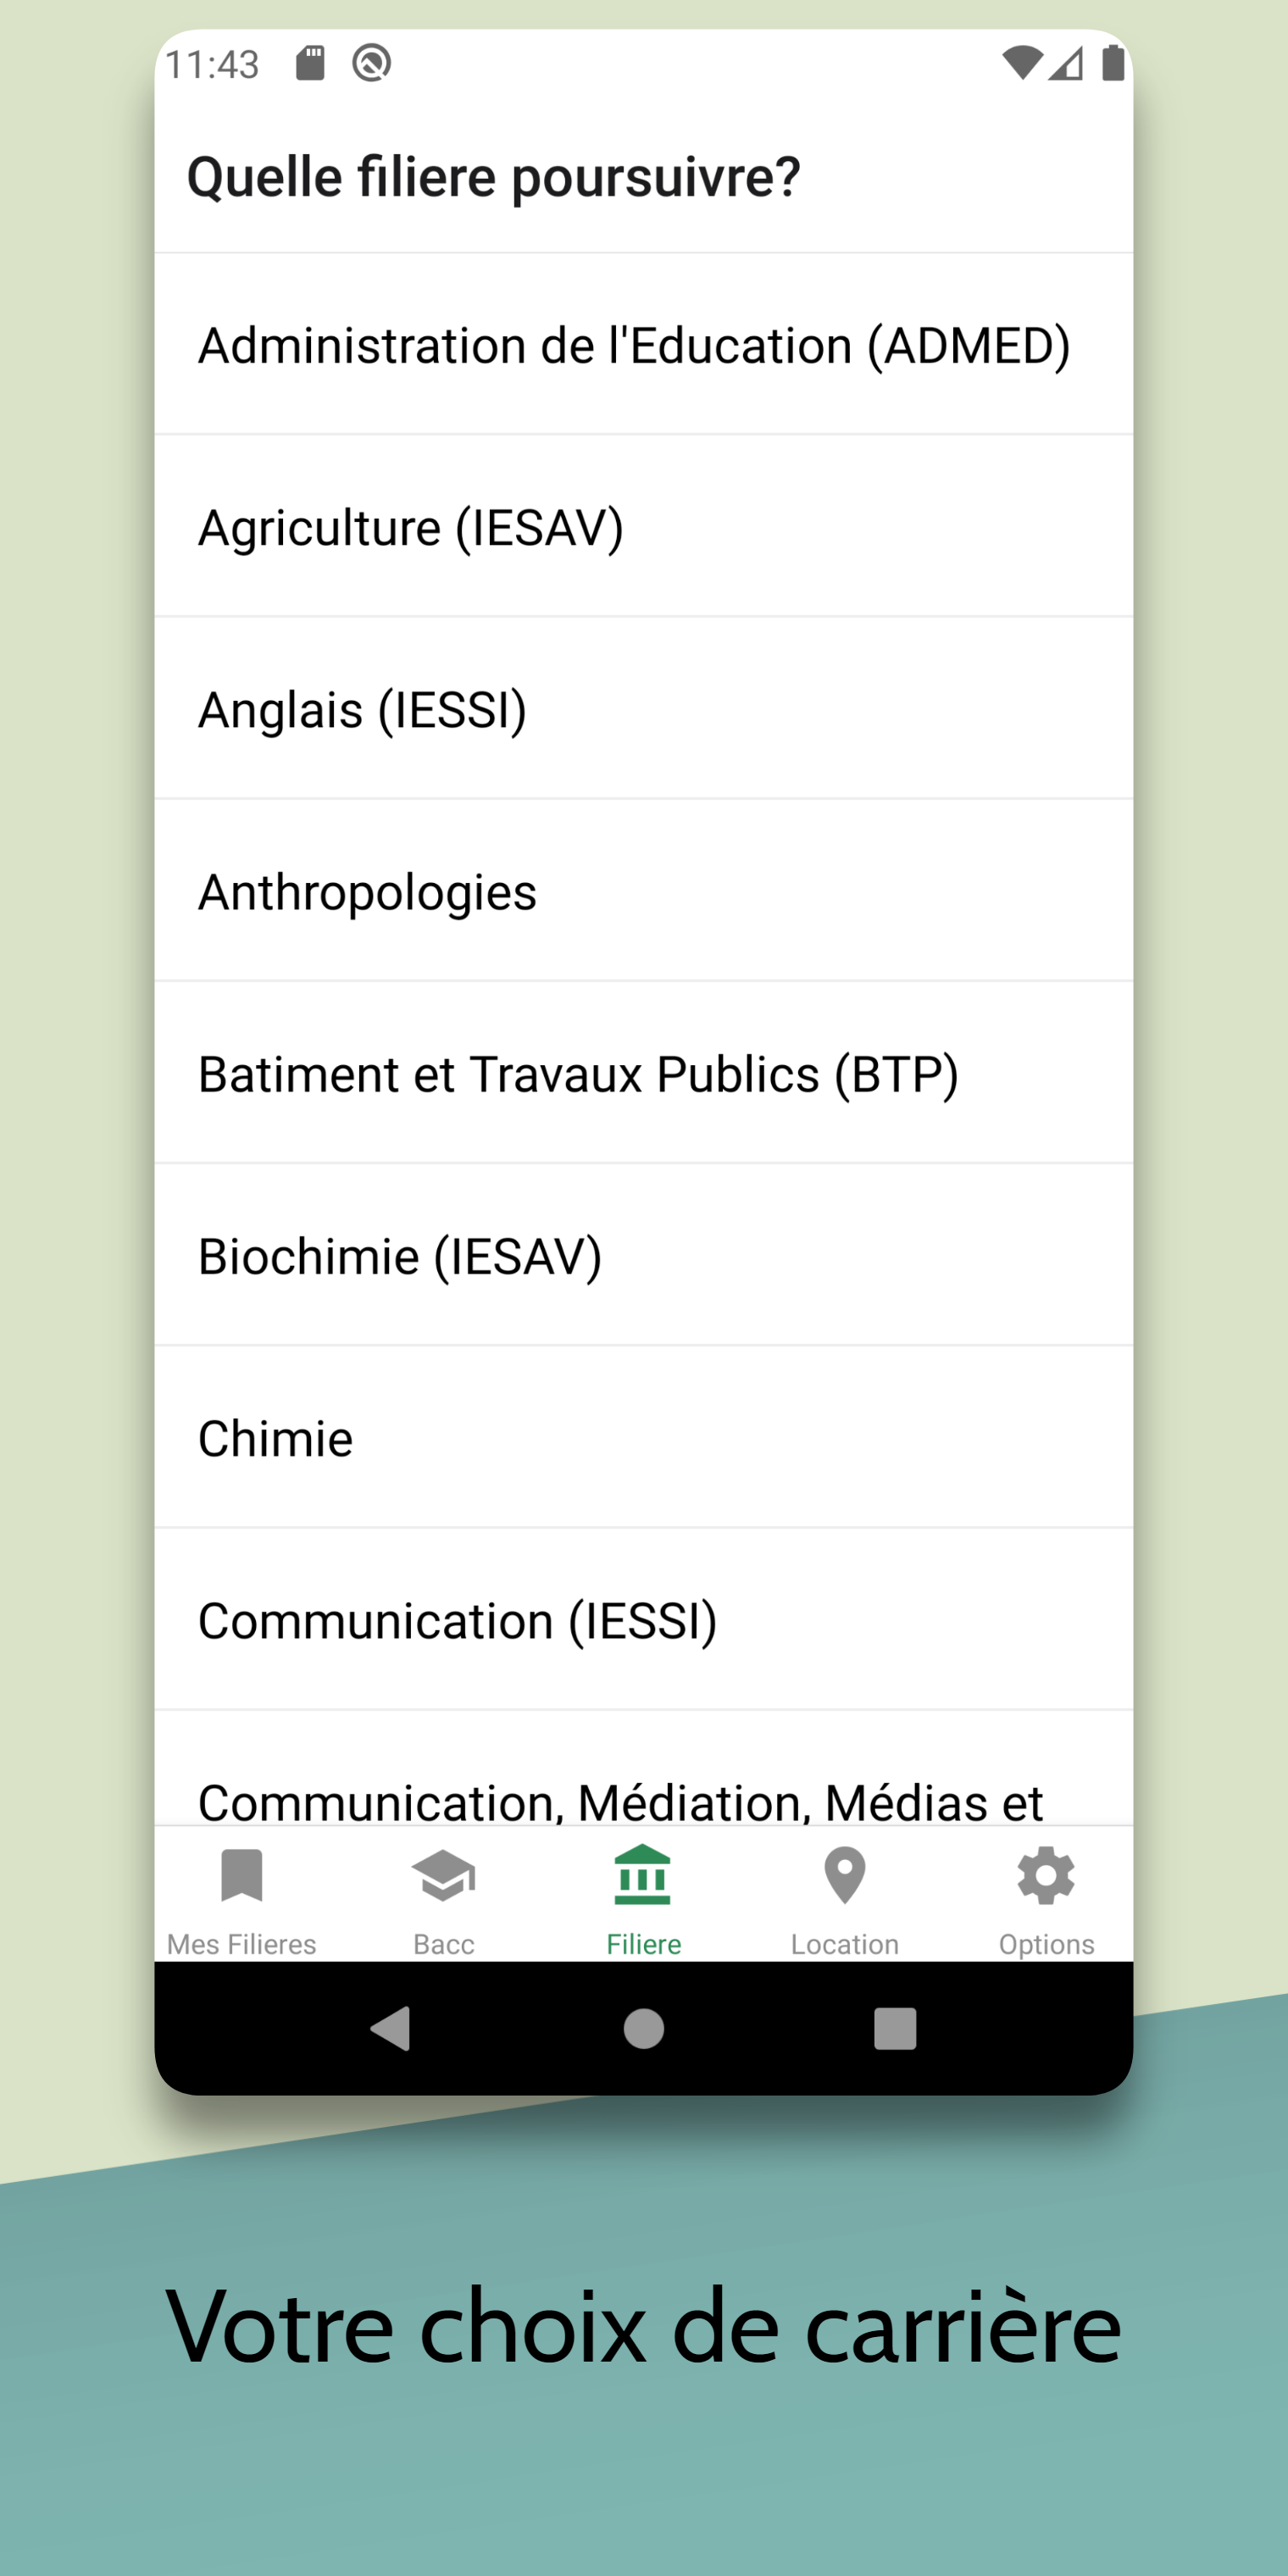 11:43
Quelle filiere poursuivre?
Administration de l'Education (ADMED)
Agriculture (IESAV)
Anglais (IESSI)
Anthropologies
Batiment et Travaux Publics (BTP)
Biochimie (IESAV)
Chimie
Communication (IESSI)
Communication, Médiation, Médias et
Mes Filieres
Bacc
Filiere
Location
Options
Votre choix de carrière